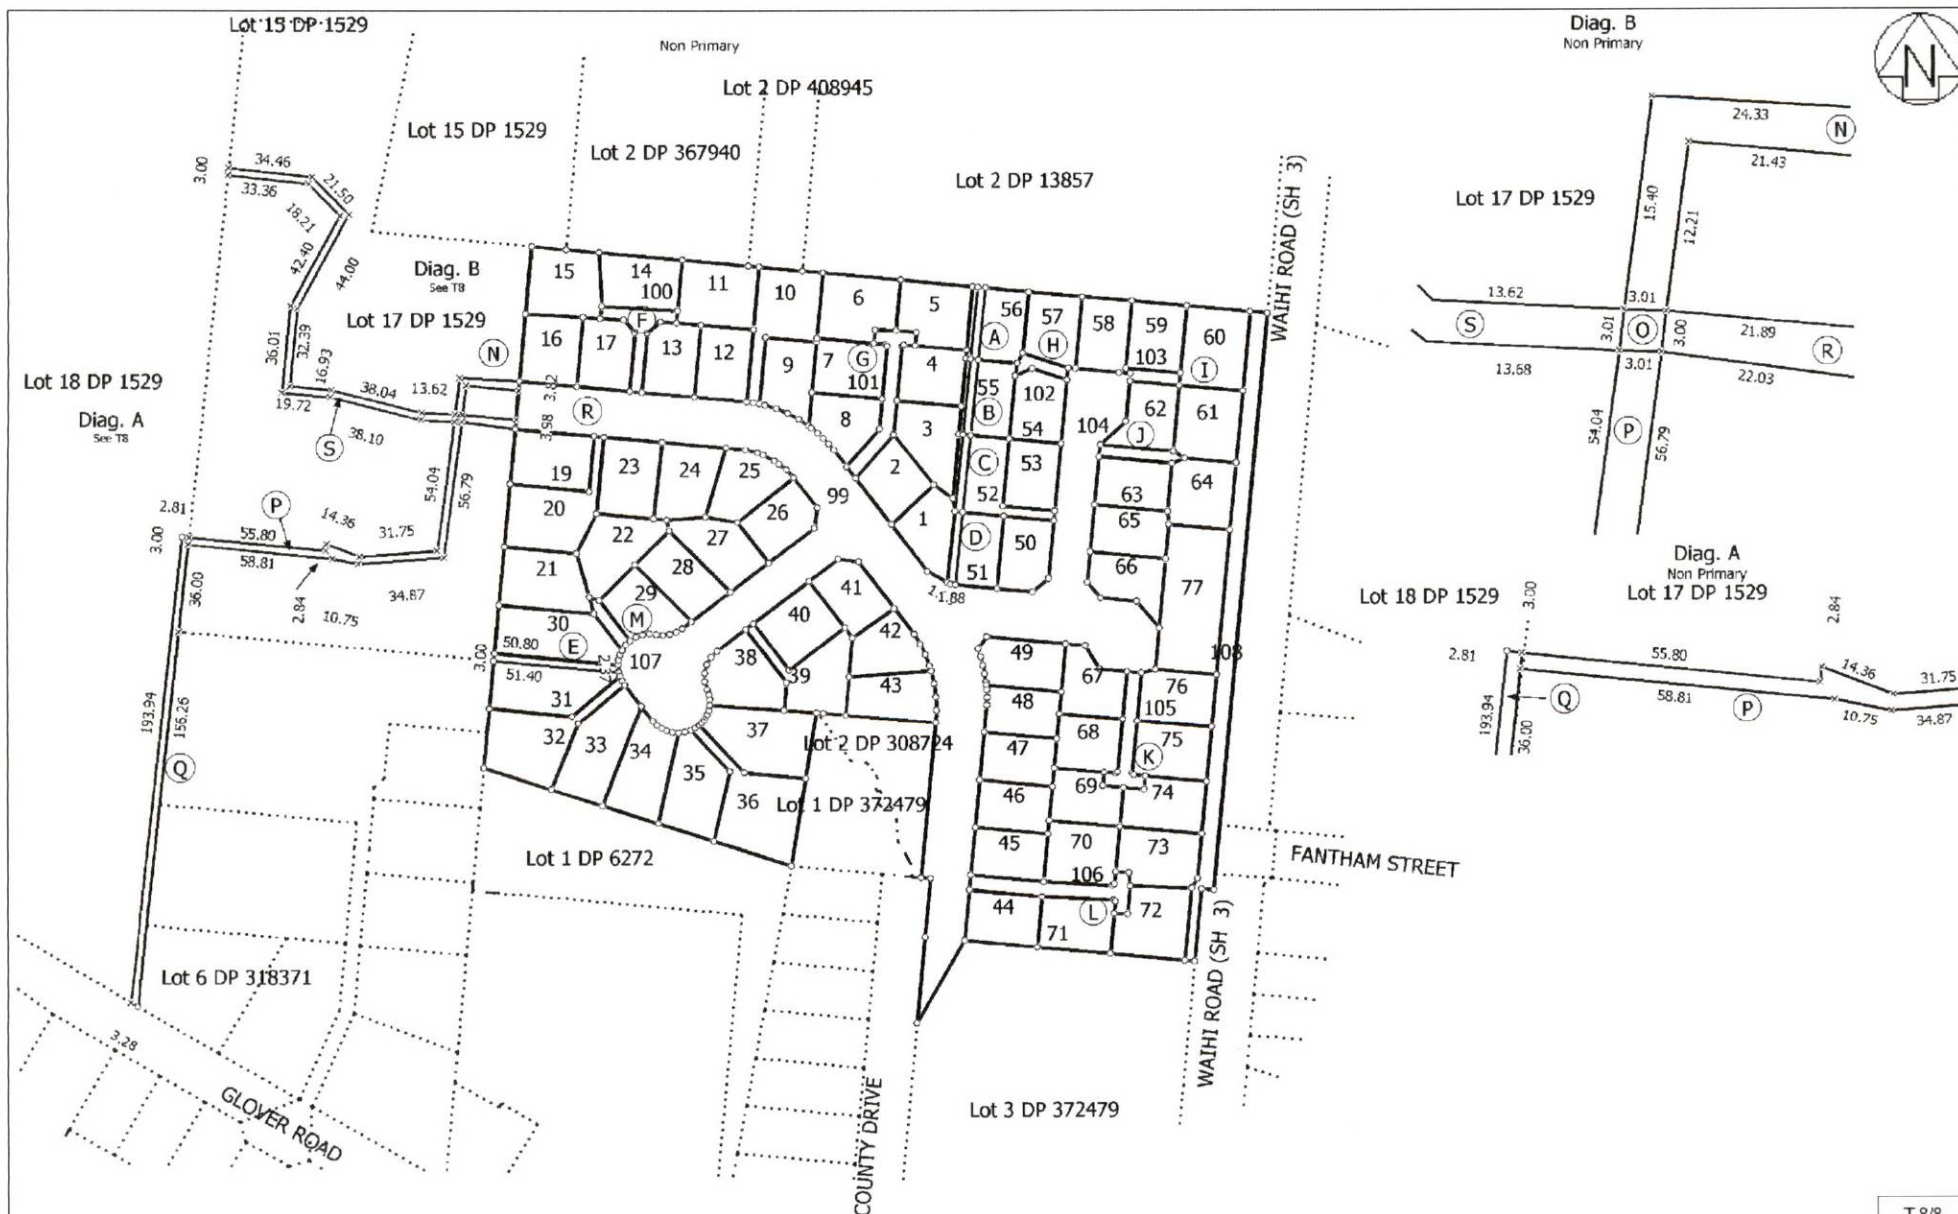 Lot 15 DP 1529
Non Primary
Diag. B
Non Primary
N
Lot 2 DP 408945
Lot 15 DP 1529
Lot 2 DP 367940
Lot 2 DP 13857
WAIHI ROAD (SH 3)
24.33
N
21.43
Lot 17 DP 1529
15.40
12.21
3.00
34.46
33.36
21.50
18.21
42.40
44.00
36.01
32.39
16.93
38.04
13.62
19.72
38.10
S
Diag. B
See T8
Lot 17 DP 1529
N
Lot 18 DP 1529
Diag. A
See T8
3.82
R
3.98
54.04
56.79
15
14
100
11
10
6
5
56
57
58
59
60
A
H
103
I
F
16
17
13
12
9
7
G
101
4
55
102
B
54
104
62
61
J
8
3
2
C
53
52
63
64
99
1
D
50
51
65
66
77
11.88
19
23
24
25
26
20
22
27
28
21
29
M
30
E
107
50.80
51.40
3.00
2.37
31
32
33
34
35
36
37
38
39
40
41
42
43
49
67
108
76
105
48
68
75
47
K
69
74
46
45
70
73
106
44
L
72
71
13.62
3.01
S
3.01
O
3.00
21.89
R
13.68
3.01
22.03
54.04
P
56.79
2.81
3.00
P
55.80
14.36
31.75
58.81
36.00
2.84
10.75
34.87
193.94
156.26
Q
Diag. A
Non Primary
Lot 18 DP 1529
3.00
Lot 17 DP 1529
2.84
2.81
55.80
14.36
31.75
Q
58.81
P
10.75
34.87
193.94
36.00
Lot 2 DP 308724
Lot 1 DP 372479
Lot 1 DP 6272
FANTHAM STREET
WAIHI ROAD (SH 3)
Lot 6 DP 318371
3.28
GLOVER ROAD
COUNTY DRIVE
Lot 3 DP 372479
T 8/8